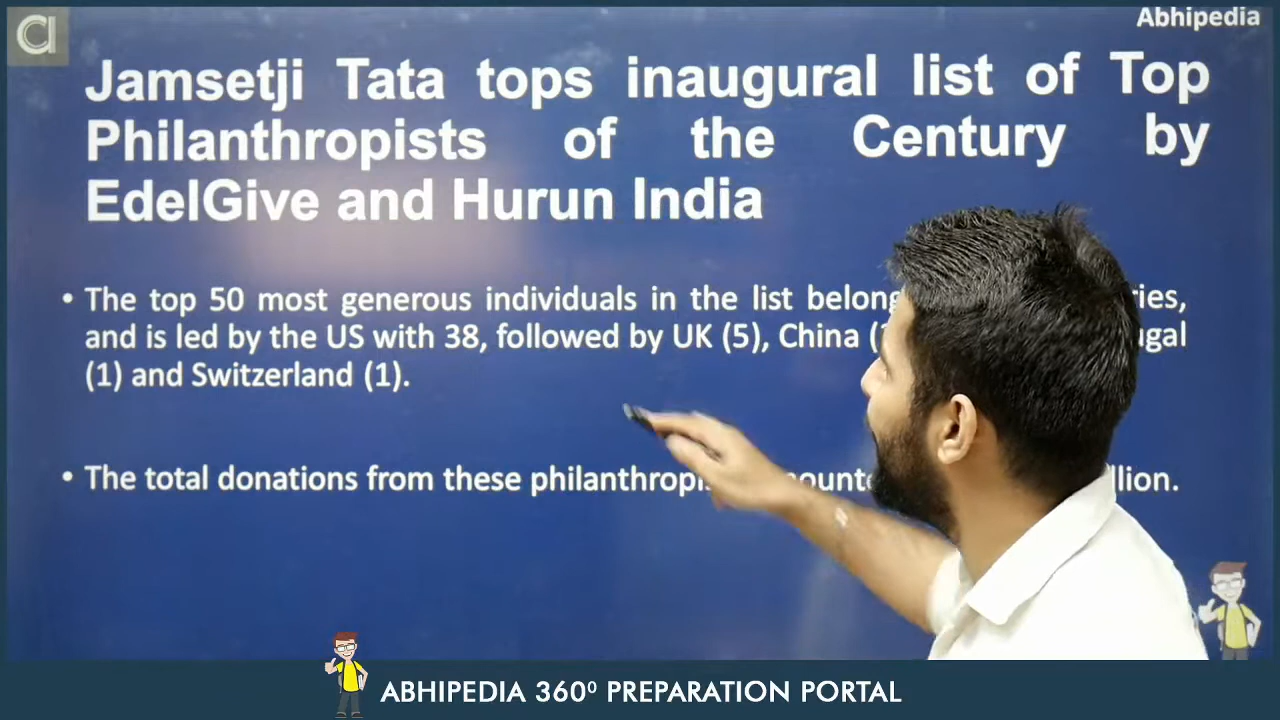 Abhipedia
Jamsetji Tata tops inaugural list of Top
Philanthropists of the Century by
EdelGive and Hurun India
• The top 50 most generous individuals in the list
and is led by the US with 38, followed by UK (5), China
(1) and Switzerland (1).
• The total donations from these
ABHIPEDIA 360⁰ PREPARATION PORTAL